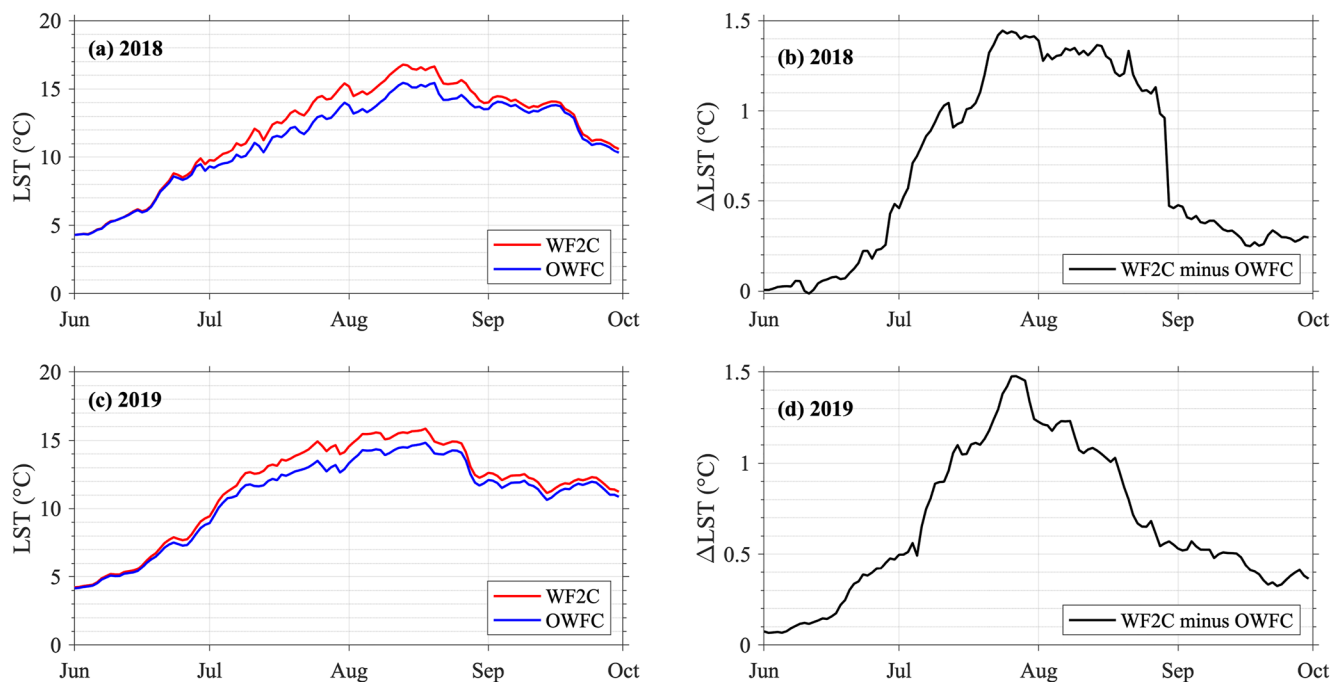 (a) 2018
LST (°C)
20
15
10
5
0
Jun
Jul
Aug
Sep
Oct
WF2C
OWFC
(b) 2018
ΔLST (°C)
1.5
1
0.5
0
Jun
Jul
Aug
Sep
Oct
WF2C minus OWFC
(c) 2019
LST (°C)
20
15
10
5
0
Jun
Jul
Aug
Sep
Oct
WF2C
OWFC
(d) 2019
ΔLST (°C)
1.5
1
0.5
0
Jun
Jul
Aug
Sep
Oct
WF2C minus OWFC